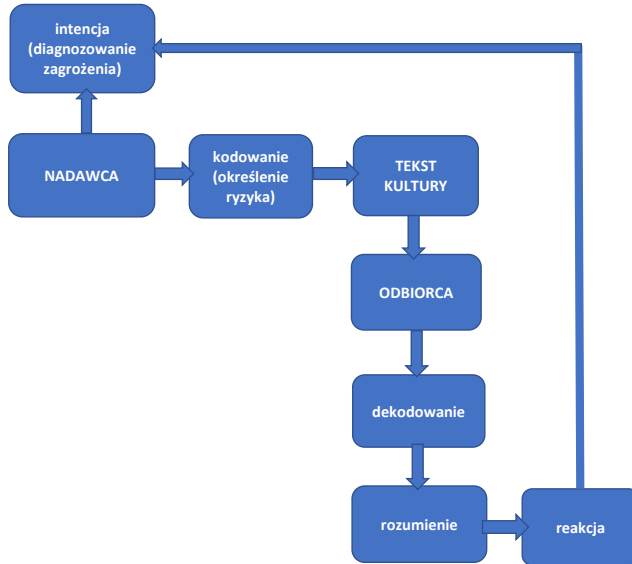 intencja
(diagnozowanie
zagrożenia)
NADAWCA
kodowanie
(określenie
ryzyka)
TEKST
KULTURY
ODBIORCA
dekodowanie
rozumienie
reakcja